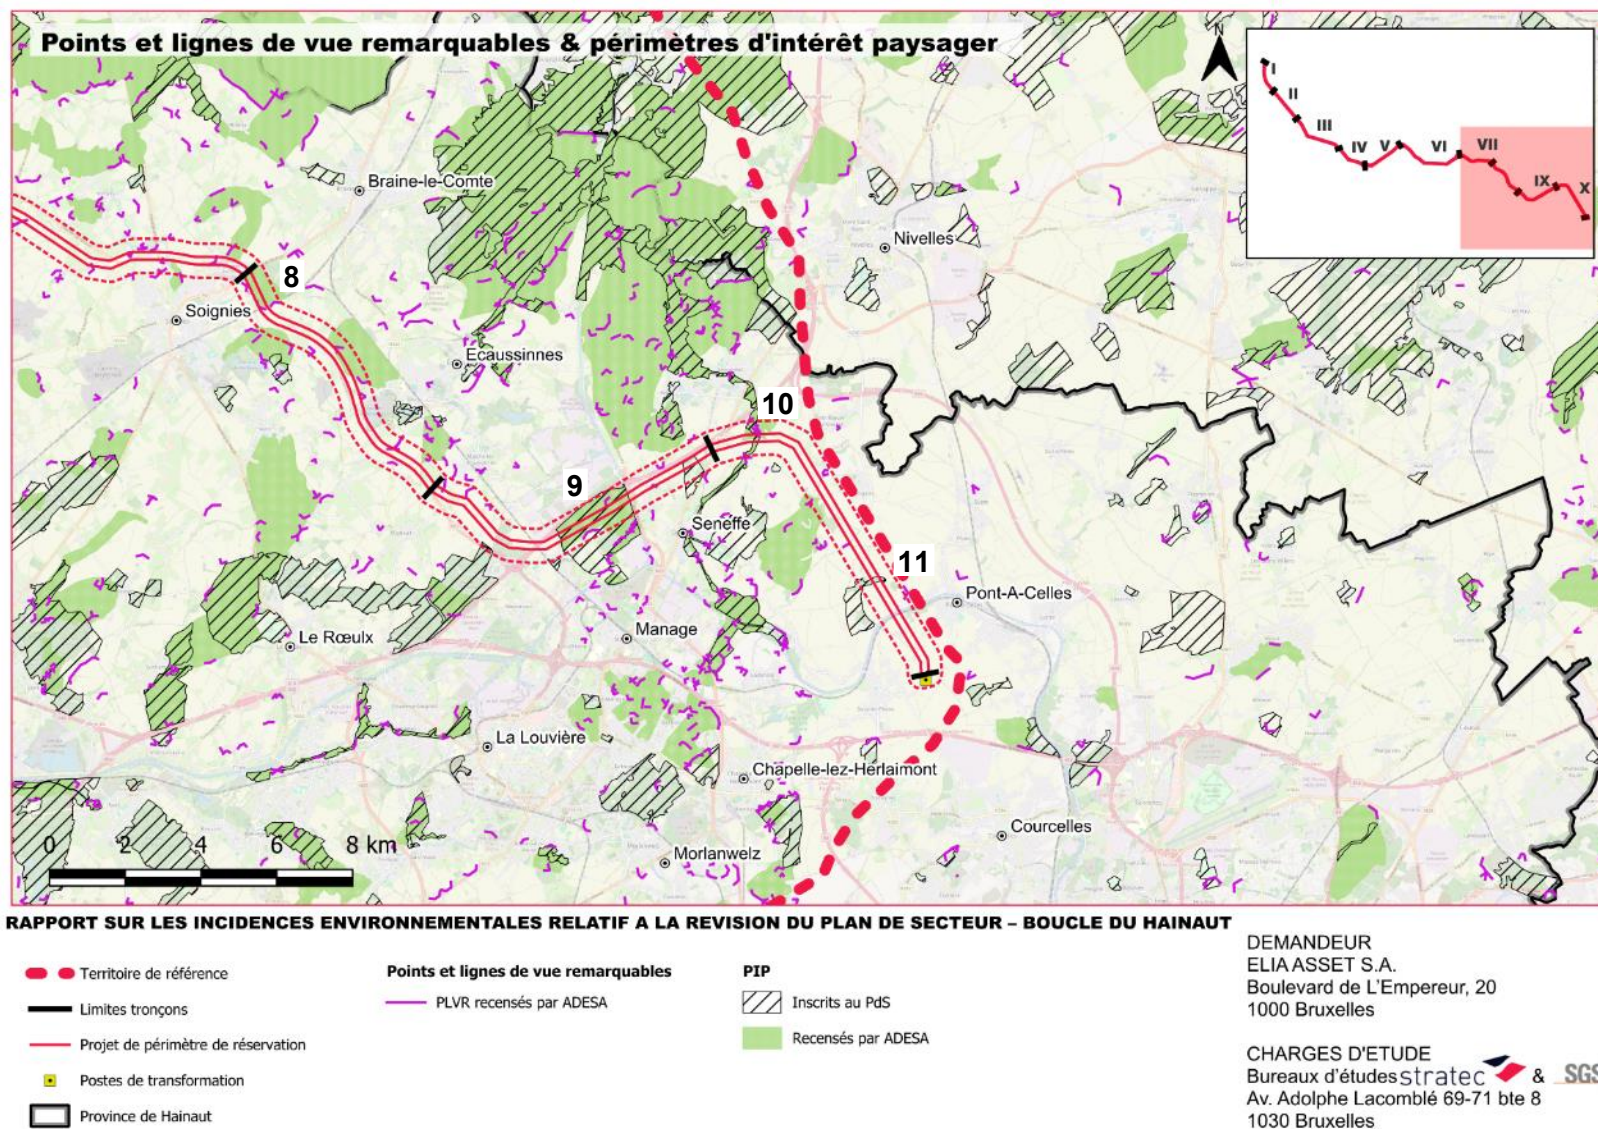 Points et lignes de vue remarquables & périmètres d'intérêt paysager
N
I
II
III
IV
V
VI
VII
IX
X
Braine-le-Comte
Nivelles
8
Soignies
Ecaussinnes
10
9
Seneffe
11
Pont-A-Celles
Manage
Le Rœulx
La Louvière
Chapelle-lez-Herlaimont
Courcelles
Morlanwelz
0 2 4 6 8 km
RAPPORT SUR LES INCIDENCES ENVIRONNEMENTALES RELATIF A LA REVISION DU PLAN DE SECTEUR – BOUCLE DU HAINAUT
Territoire de référence
Limites tronçons
Projet de périmètre de réservation
Postes de transformation
Province de Hainaut
Points et lignes de vue remarquables
PLVR recensés par ADESA
PIP
Inscrits au PdS
Recensés par ADESA
DEMANDEUR
ELIA ASSET S.A.
Boulevard de L'Empereur, 20
1000 Bruxelles
CHARGES D'ETUDE
Bureaux d'études stratec & SGS
Av. Adolphe Lacomblé 69-71 bte 8
1030 Bruxelles